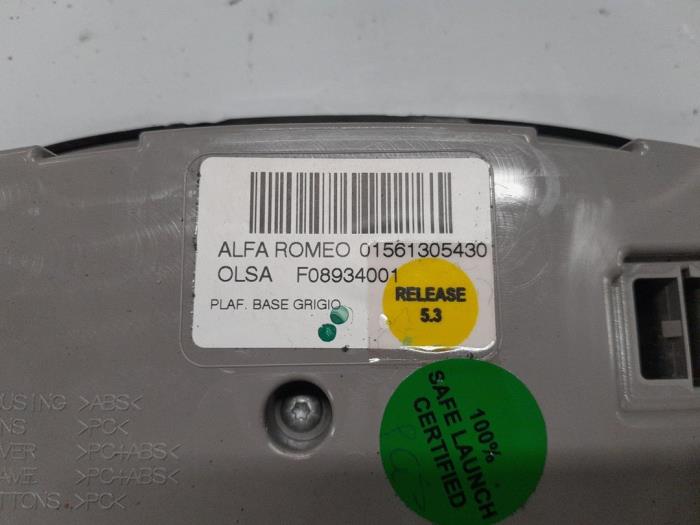 ALFA ROMEO 01561305430
OLSA F08934001
PLAF. BASE GRIGIO
RELEASE
5.3
100%
SAFE LAUNCH
CERTIFIED
>ABS<
>PC<
>PC+ABS<
>PC+ABS<
>PC<